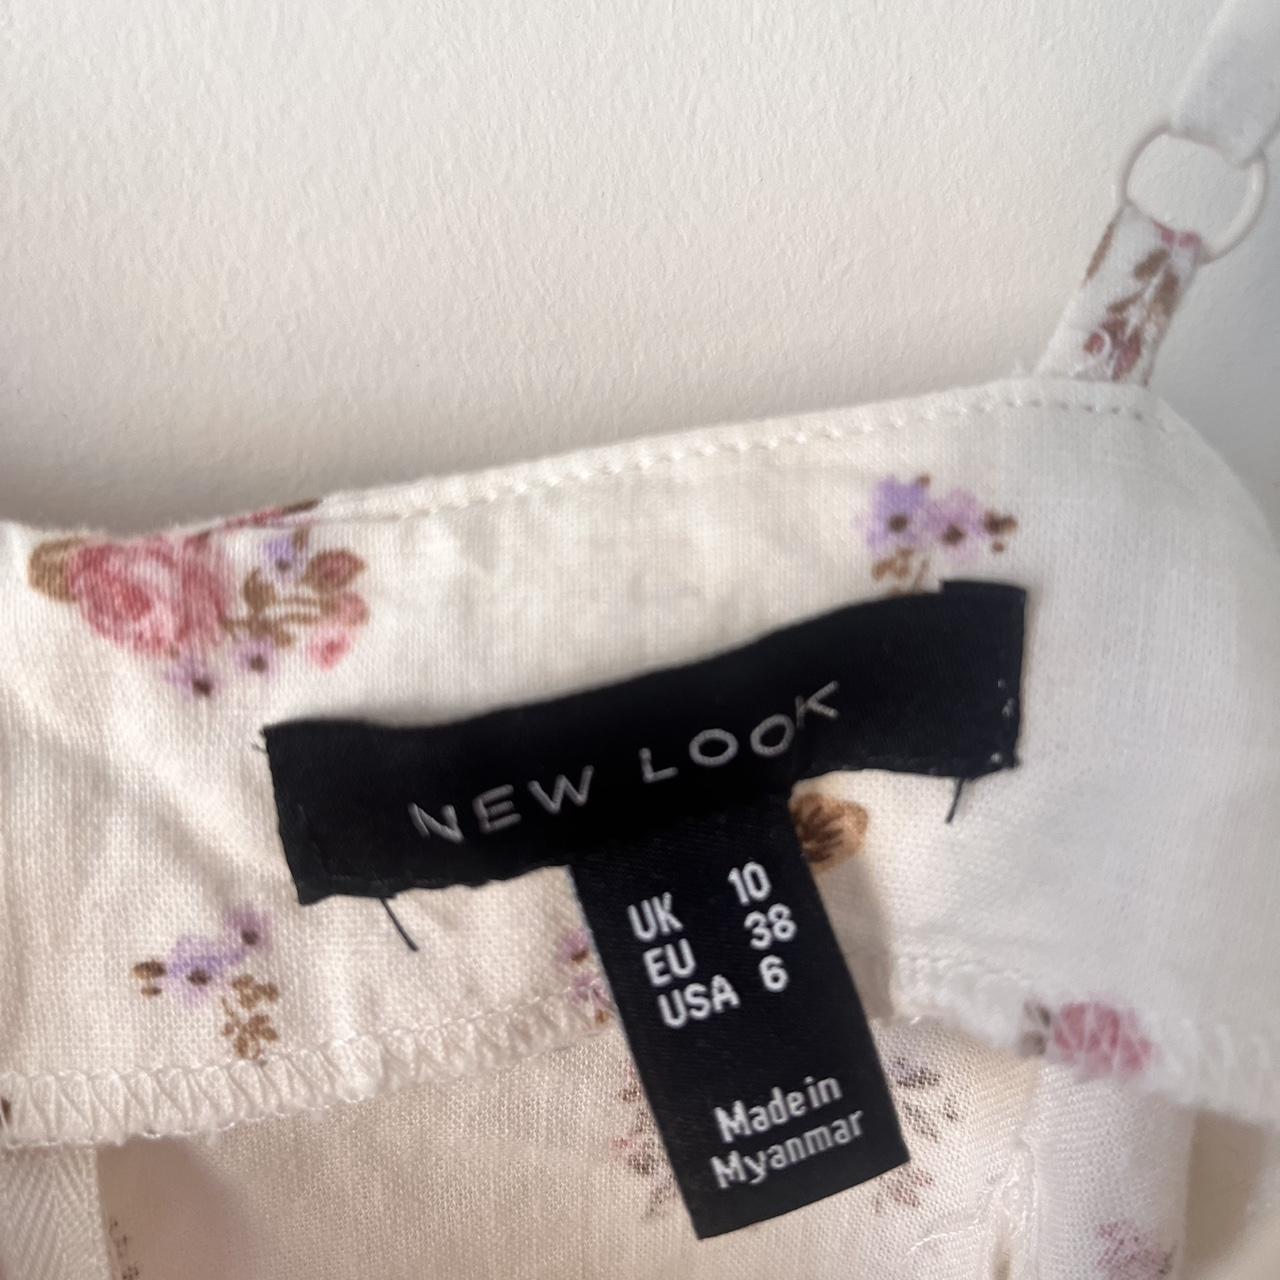 NEW LOOK
UK 10
EU 38
USA 6
Made in
Myanmar